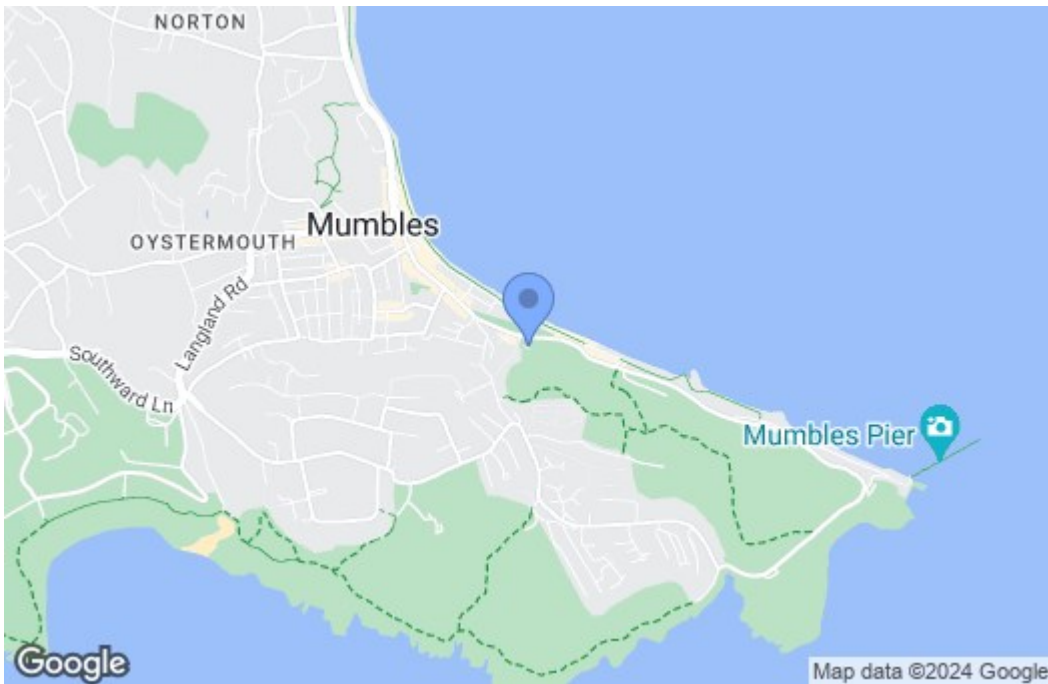 NORTON
Mumbles
OYSTERMOUTH
Langland Rd
Southward Ln
Mumbles Pier
Google
Map data ©2024 Google